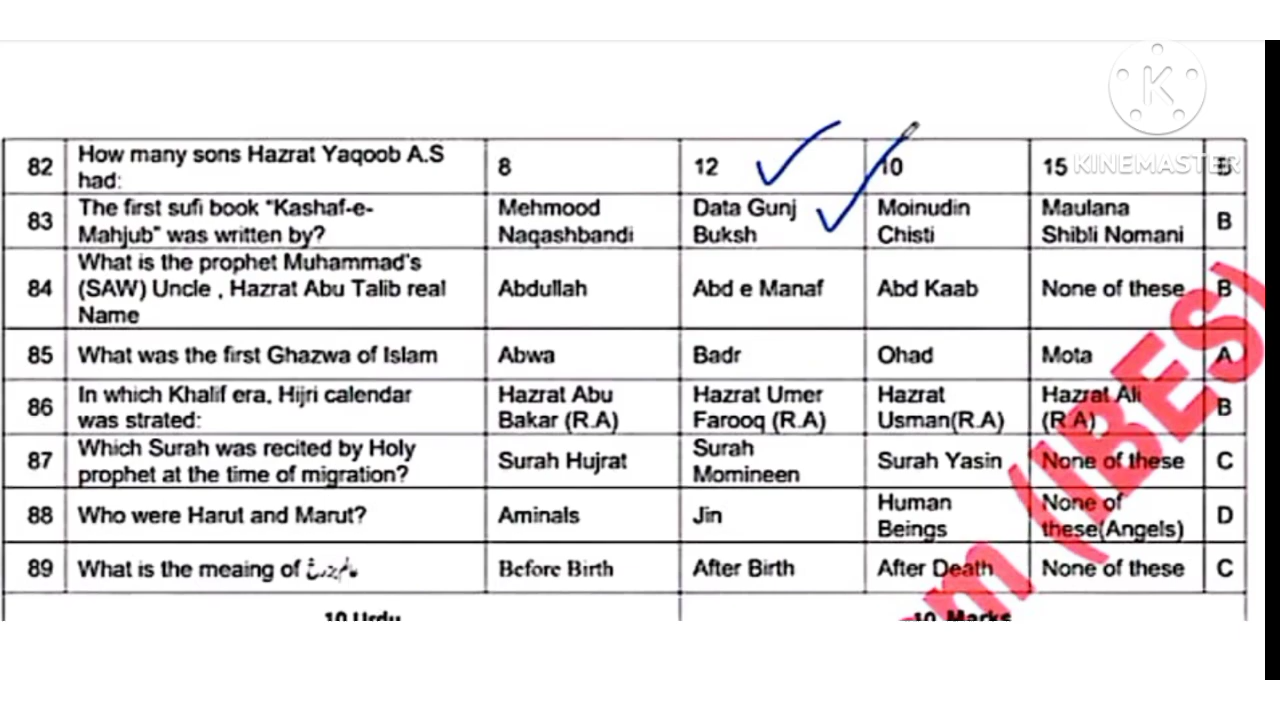 K
KINEMASTER
82 How many sons Hazrat Yaqoob A.S had: 8 12 10 15 B
83 The first sufi book "Kashaf-e-Mahjub" was written by? Mehmood Naqashbandi Data Gunj Buksh Moinudin Chisti Maulana Shibli Nomani B
84 What is the prophet Muhammad's (SAW) Uncle , Hazrat Abu Talib real Name Abdullah Abd e Manaf Abd Kaab None of these B
85 What was the first Ghazwa of Islam Abwa Badr Ohad Mota A
86 In which Khalif era, Hijri calendar was strated: Hazrat Abu Bakar (R.A) Hazrat Umer Farooq (R.A) Hazrat Usman(R.A) Hazrat Ali (R.A) B
87 Which Surah was recited by Holy prophet at the time of migration? Surah Hujrat Surah Momineen Surah Yasin None of these C
88 Who were Harut and Marut? Aminals Jin Human Beings None of these(Angels) D
89 What is the meaing of عالم برزخ Before Birth After Birth After Death None of these C
10 Urdu 10 Marks
m (IBES)